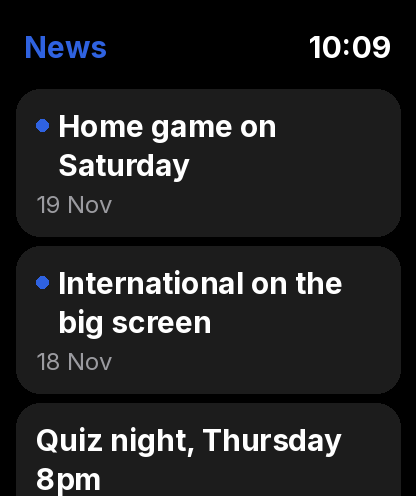 News 10:09
Home game on
Saturday
19 Nov
International on the
big screen
18 Nov
Quiz night, Thursday
8pm